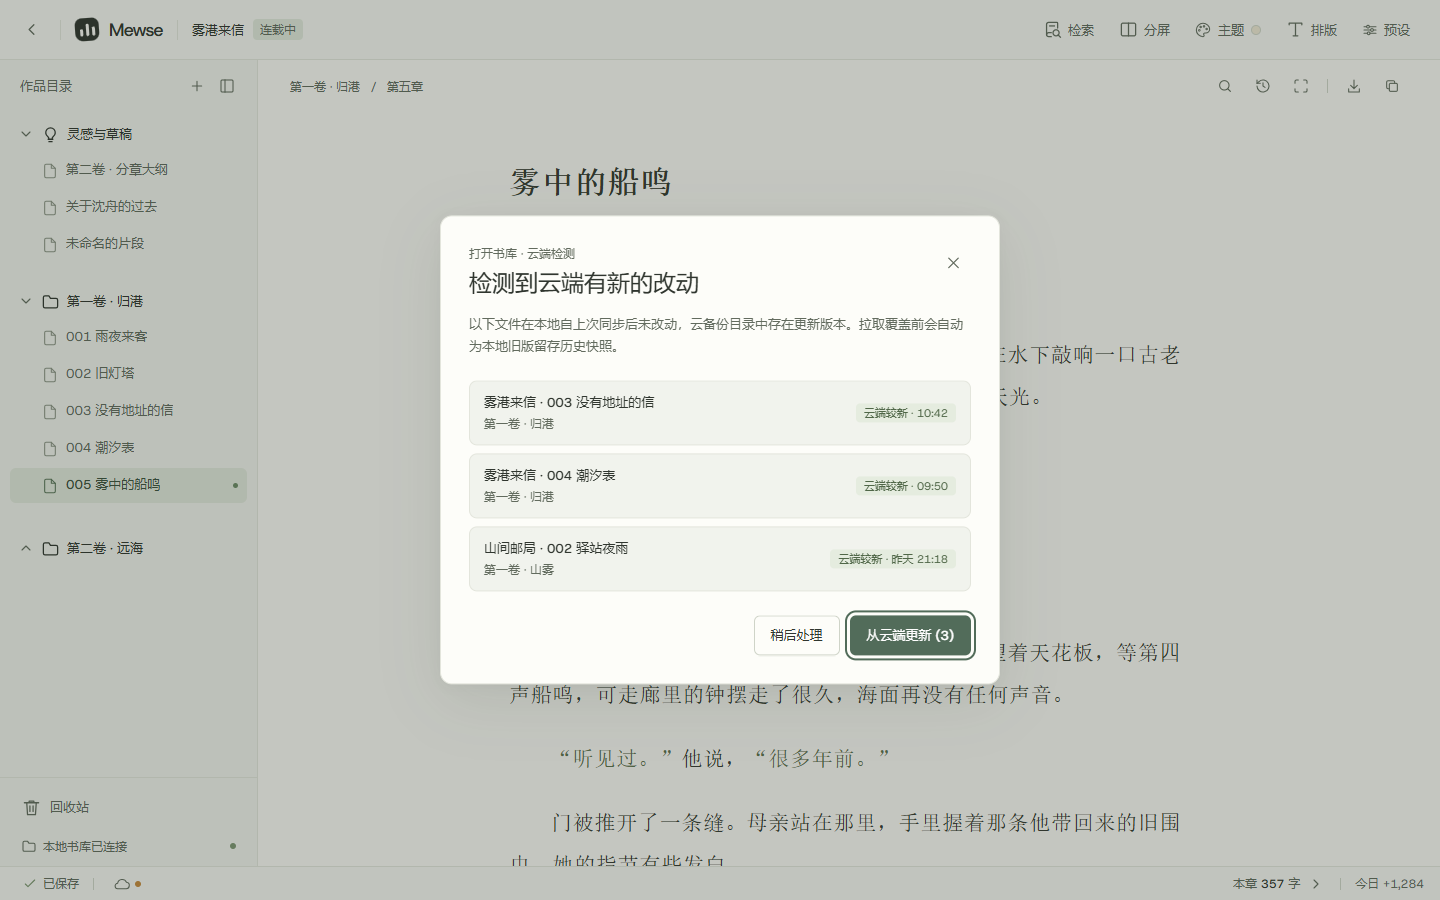 Mewse
雾港来信
连载中
检索
分屏
主题
排版
预设
作品目录
灵感与草稿
第二卷 · 分章大纲
关于沈舟的过去
未命名的片段
第一卷 · 归港
001 雨夜来客
002 旧灯塔
003 没有地址的信
004 潮汐表
005 雾中的船鸣
第二卷 · 远海
回收站
本地书库已连接
第一卷 · 归港 / 第五章
雾中的船鸣
水下敲响一口古老
光。
打开书库 · 云端检测
检测到云端有新的改动
以下文件在本地自上次同步后未改动，云备份目录中存在更新版本。拉取覆盖前会自动
为本地旧版留存历史快照。
雾港来信 · 003 没有地址的信
第一卷 · 归港
云端较新 · 10:42
雾港来信 · 004 潮汐表
第一卷 · 归港
云端较新 · 09:50
山间邮局 · 002 驿站夜雨
第一卷 · 山雾
云端较新 · 昨天 21:18
稍后处理
从云端更新 (3)
着天花板，等第四
声船鸣，可走廊里的钟摆走了很久，海面再没有任何声音。
“听见过。”他说，“很多年前。”
门被推开了一条缝。母亲站在那里，手里握着那条他带回来的旧围
巾，她的指节有些发白
已保存
本章 357 字
今日 +1,284